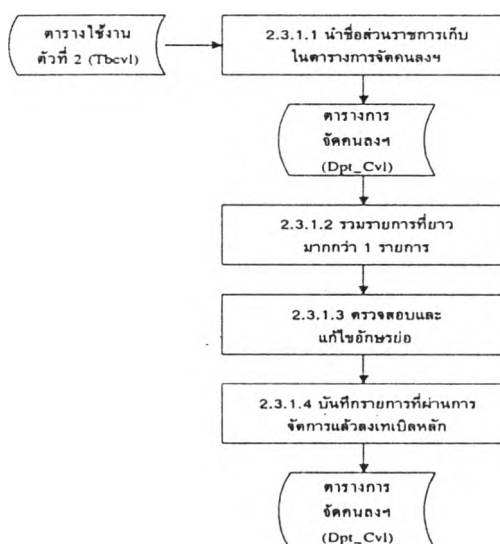 ตารางใช้งาน
ตัวที่ 2 (Tbcvl)
2.3.1.1 นำชื่อส่วนราชการเก็บ
ในตารางการจัดคนลงฯ
ตารางการ
จัดคนลงฯ
(Dpt_Cvl)
2.3.1.2 รวมรายการที่ยาว
มากกว่า 1 รายการ
2.3.1.3 ตรวจสอบและ
แก้ไขอักษรย่อ
2.3.1.4 บันทึกรายการที่ผ่านการ
จัดการแล้วลงเทเบิลหลัก
ตารางการ
จัดคนลงฯ
(Dpt_Cvl)